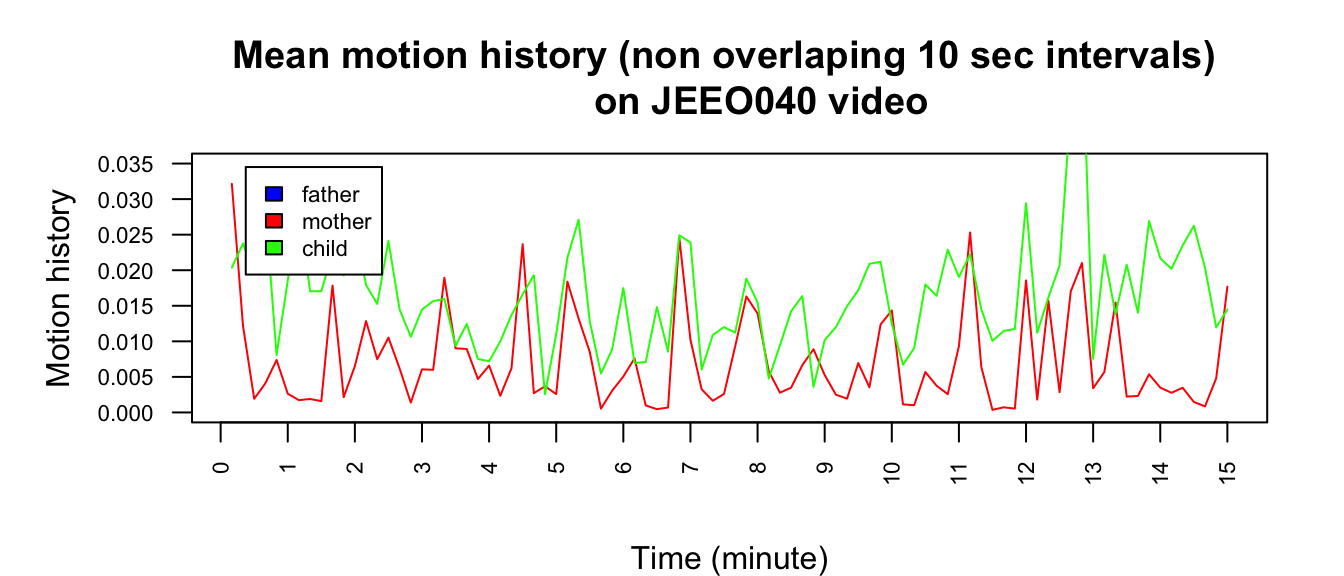 Mean motion history (non overlaping 10 sec intervals)
on JEEO040 video
Motion history
0.035
0.030
0.025
0.020
0.015
0.010
0.005
0.000
father
mother
child
0 1 2 3 4 5 6 7 8 9 10 11 12 13 14 15
Time (minute)